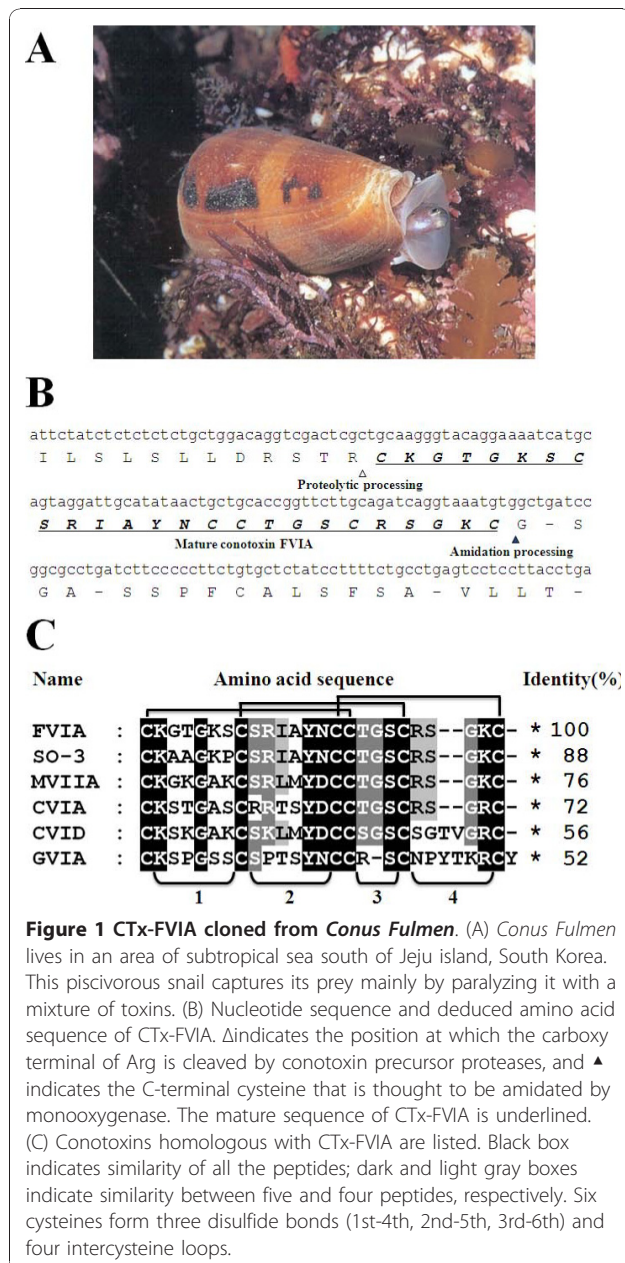 A
B
attctatctctctctctgctggacaggtcgactcgctgcaagggtacaggaaaatcatgc
I L S L S L L D R S T R C K G T G K S C
Δ
Proteolytic processing
agtaggattgcatataactgctgcaccggttcttgcagatcaggtaaatgtggctgatcc
S R I A Y N C C T G S C R S G K C G - S
▲
Mature conotoxin FVIA Amidation processing
ggcgcctgatcttcccccttctgtgctctatccttttctgcctgagtcctccttacctga
G A - S S P F C A L S F S A - V L L T -
C
Name Amino acid sequence Identity(%)
FVIA : CKGTGKSCSRIAYNCCTGSCRS--GKC- * 100
SO-3 : CKAAGKPCSRIAYNCCTGSCRS--GKC- * 88
MVIIA : CKGKGAKCSRLMYDCCTGSCRS--GKC- * 76
CVIA : CKSTGASCRRTSYDCCTGSCRS--GRC- * 72
CVID : CKSKGAKCSKLMYDCCSGSCSGTVGRC- * 56
GVIA : CKSPGSSCSPTSYNCCR-SCNPYTKRCY * 52
1 2 3 4
Figure 1 CTx-FVIA cloned from Conus Fulmen. (A) Conus Fulmen
lives in an area of subtropical sea south of Jeju island, South Korea.
This piscivorous snail captures its prey mainly by paralyzing it with a
mixture of toxins. (B) Nucleotide sequence and deduced amino acid
sequence of CTx-FVIA. Δindicates the position at which the carboxy
terminal of Arg is cleaved by conotoxin precursor proteases, and ▲
indicates the C-terminal cysteine that is thought to be amidated by
monooxygenase. The mature sequence of CTx-FVIA is underlined.
(C) Conotoxins homologous with CTx-FVIA are listed. Black box
indicates similarity of all the peptides; dark and light gray boxes
indicate similarity between five and four peptides, respectively. Six
cysteines form three disulfide bonds (1st-4th, 2nd-5th, 3rd-6th) and
four intercysteine loops.